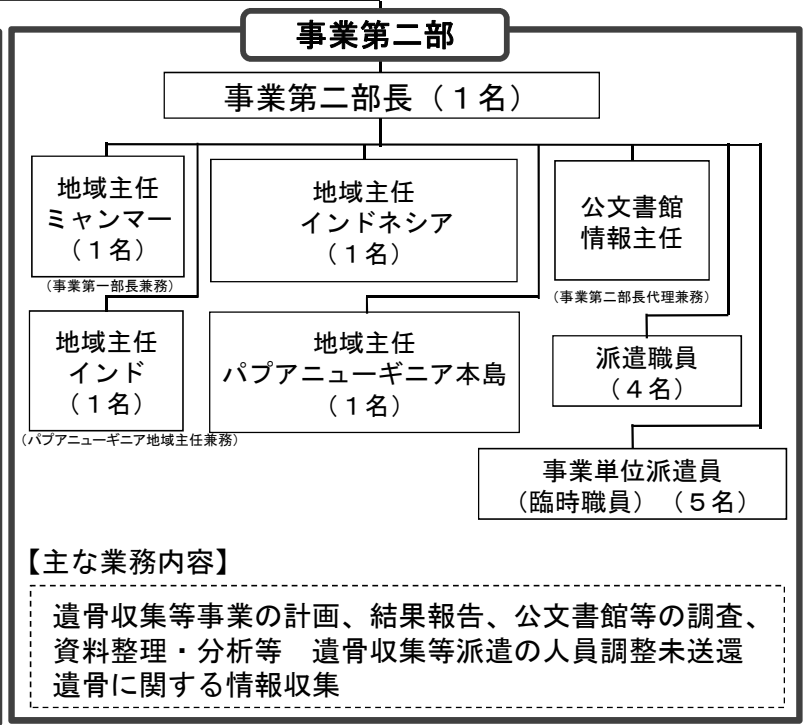 事業第二部
事業第二部長（１名）
地域主任
ミャンマー
（１名）
（事業第一部長兼務）
地域主任
インドネシア
（１名）
公文書館
情報主任
（事業第二部長代理兼務）
地域主任
インド
（１名）
（パプアニューギニア地域主任兼務）
地域主任
パプアニューギニア本島
（１名）
派遣職員
（４名）
事業単位派遣員
（臨時職員）（５名）
【主な業務内容】
遺骨収集等事業の計画、結果報告、公文書館等の調査、
資料整理・分析等　遺骨収集等派遣の人員調整未送還
遺骨に関する情報収集